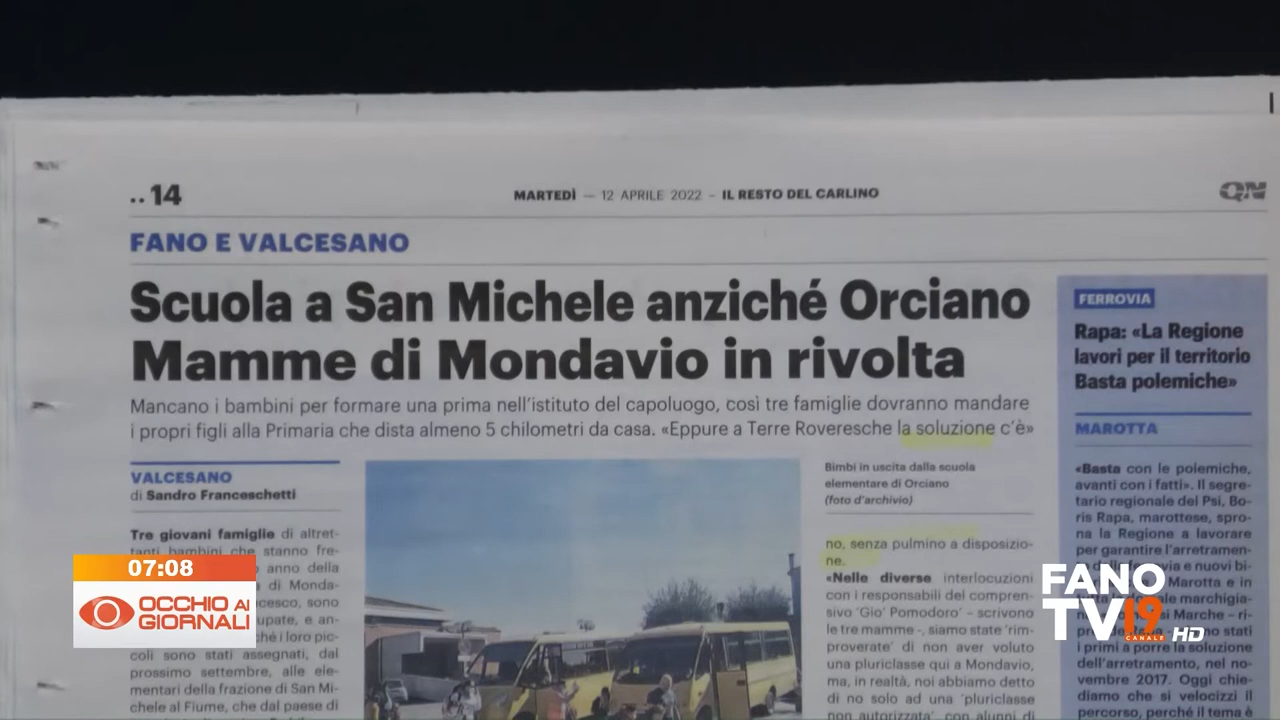 .. 14
MARTEDÌ — 12 APRILE 2022 – IL RESTO DEL CARLINO
QN
FANO E VALCESANO
Scuola a San Michele anziché Orciano
Mamme di Mondavio in rivolta
Mancano i bambini per formare una prima nell'istituto del capoluogo, così tre famiglie dovranno mandare
i propri figli alla Primaria che dista almeno 5 chilometri da casa. «Eppure a Terre Roveresche la soluzione c'è»
VALCESANO
di Sandro Franceschetti
Tre giovani famiglie di altret-
tanti bambini che stanno fre-
anno della
di Monda-
cesco, sono
upate, e an-
ché i loro pic-
coli sono stati assegnati, dal
prossimo settembre, alle ele-
mentari della frazione di San Mi-
chele al Fiume, che dal paese di
Bimbi in uscita dalla scuola
elementare di Orciano
(foto d'archivio)
no, senza pulmino a disposizio-
ne.
«Nelle diverse interlocuzioni
con i responsabili del compren-
sivo 'Gio' Pomodoro' – scrivono
le tre mamme -, siamo state 'rim-
proverate' di non aver voluto
una pluriclasse qui a Mondavio,
ma, in realtà, noi abbiamo detto
di no solo ad una 'pluriclasse
non autorizzata', con alunni di
FERROVIA
Rapa: «La Regione
lavori per il territorio
Basta polemiche»
MAROTTA
«Basta con le polemiche,
avanti con i fatti». Il segre-
tario regionale del Psi, Bo-
ris Rapa, marottese, spro-
na la Regione a lavorare
per garantire l'arretramen-
via e nuovi bi-
Marotta e in
marchigia-
si Marche – ri-
no stati
i primi a porre la soluzione
dell'arretramento, nel no-
vembre 2017. Oggi chie-
diamo che si velocizzi il
percorso, perché il tema è
07:08
OCCHIO AI
GIORNALI
FANO
TV19
CANALE HD